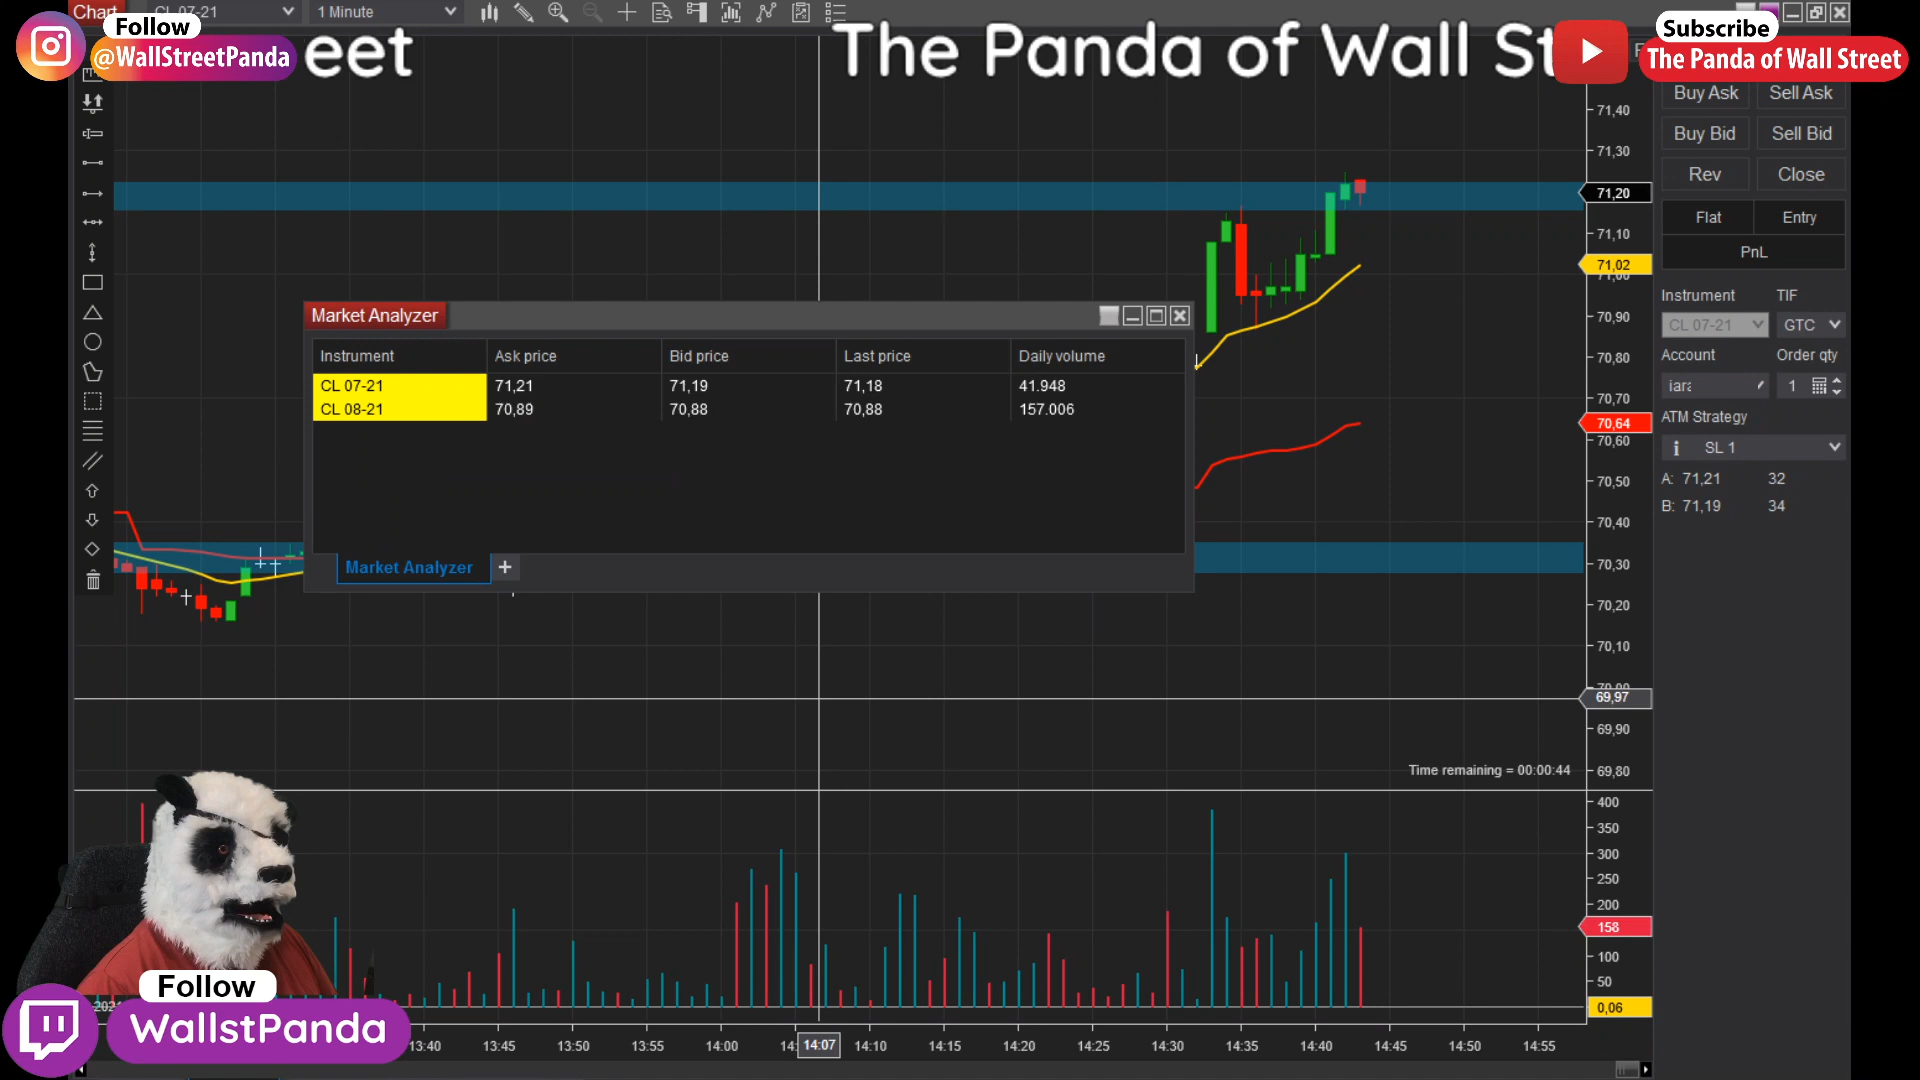 Chart
CL 07-21
1 Minute
Follow
@WallStreetPanda
eet
The Panda of Wall St
Subscribe
The Panda of Wall Street
Buy Ask
Sell Ask
Buy Bid
Sell Bid
Rev
Close
Flat
Entry
PnL
Instrument
TIF
CL 07-21
GTC
Account
Order qty
1
ATM Strategy
SL 1
A: 71,21
32
B: 71,19
34
71,40
71,30
71,20
71,10
71,02
70,90
70,80
70,70
70,64
70,60
70,50
70,40
70,30
70,20
70,10
69,97
69,90
69,80
Market Analyzer
Instrument
Ask price
Bid price
Last price
Daily volume
CL 07-21
71,21
71,19
71,18
41.948
CL 08-21
70,89
70,88
70,88
157.006
Market Analyzer
+
Time remaining = 00:00:44
400
350
300
250
200
158
100
50
0,06
Follow
WallstPanda
13:40
13:45
13:50
13:55
14:00
14:07
14:10
14:15
14:20
14:25
14:30
14:35
14:40
14:45
14:50
14:55